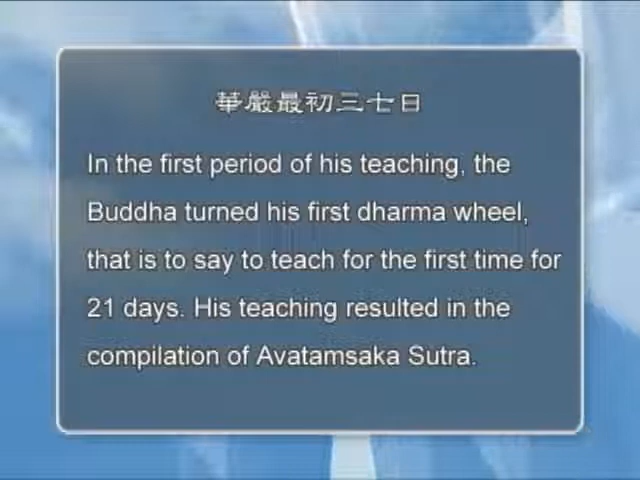 華嚴最初三七日
In the first period of his teaching, the
Buddha turned his first dharma wheel,
that is to say to teach for the first time for
21 days. His teaching resulted in the
compilation of Avatamsaka Sutra.